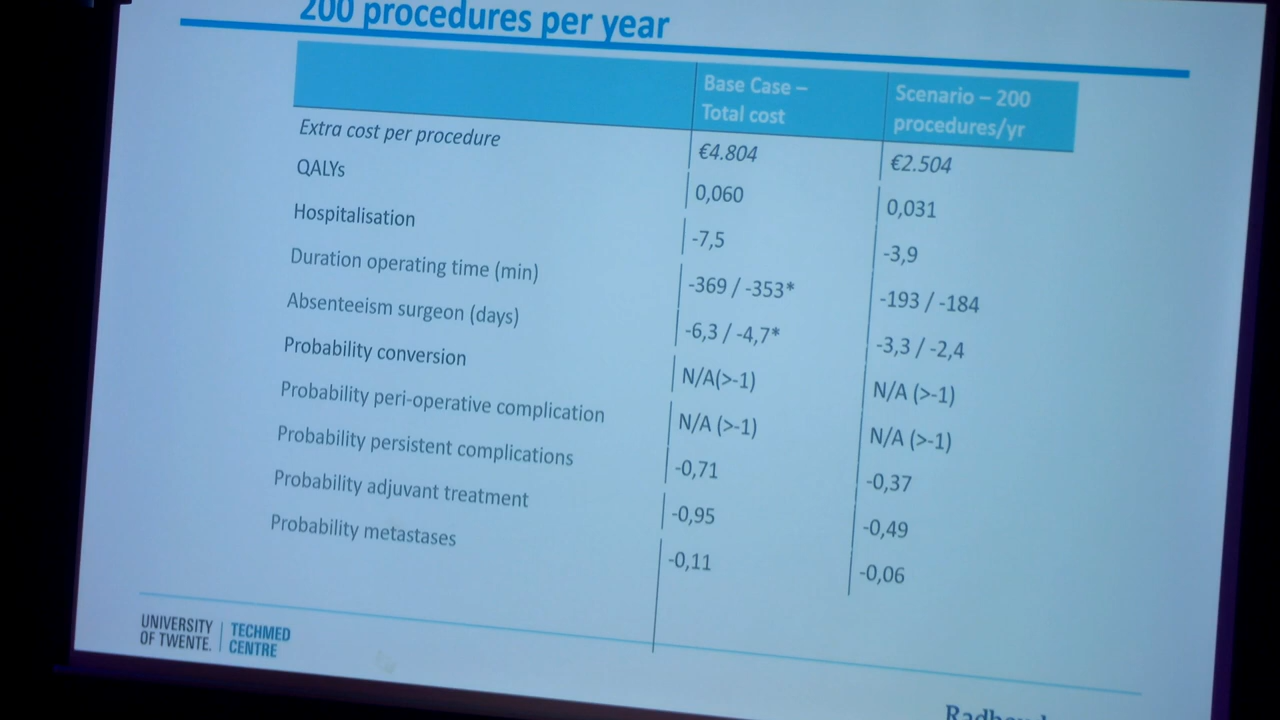 200 procedures per year
Base Case –
Total cost
Scenario – 200
procedures/yr
Extra cost per procedure €4.804 €2.504
QALYs 0,060 0,031
Hospitalisation -7,5 -3,9
Duration operating time (min) -369 / -353* -193 / -184
Absenteeism surgeon (days) -6,3 / -4,7* -3,3 / -2,4
Probability conversion N/A(>-1) N/A (>-1)
Probability peri-operative complication N/A (>-1) N/A (>-1)
Probability persistent complications -0,71 -0,37
Probability adjuvant treatment -0,95 -0,49
Probability metastases -0,11 -0,06
UNIVERSITY
OF TWENTE.
TECHMED
CENTRE